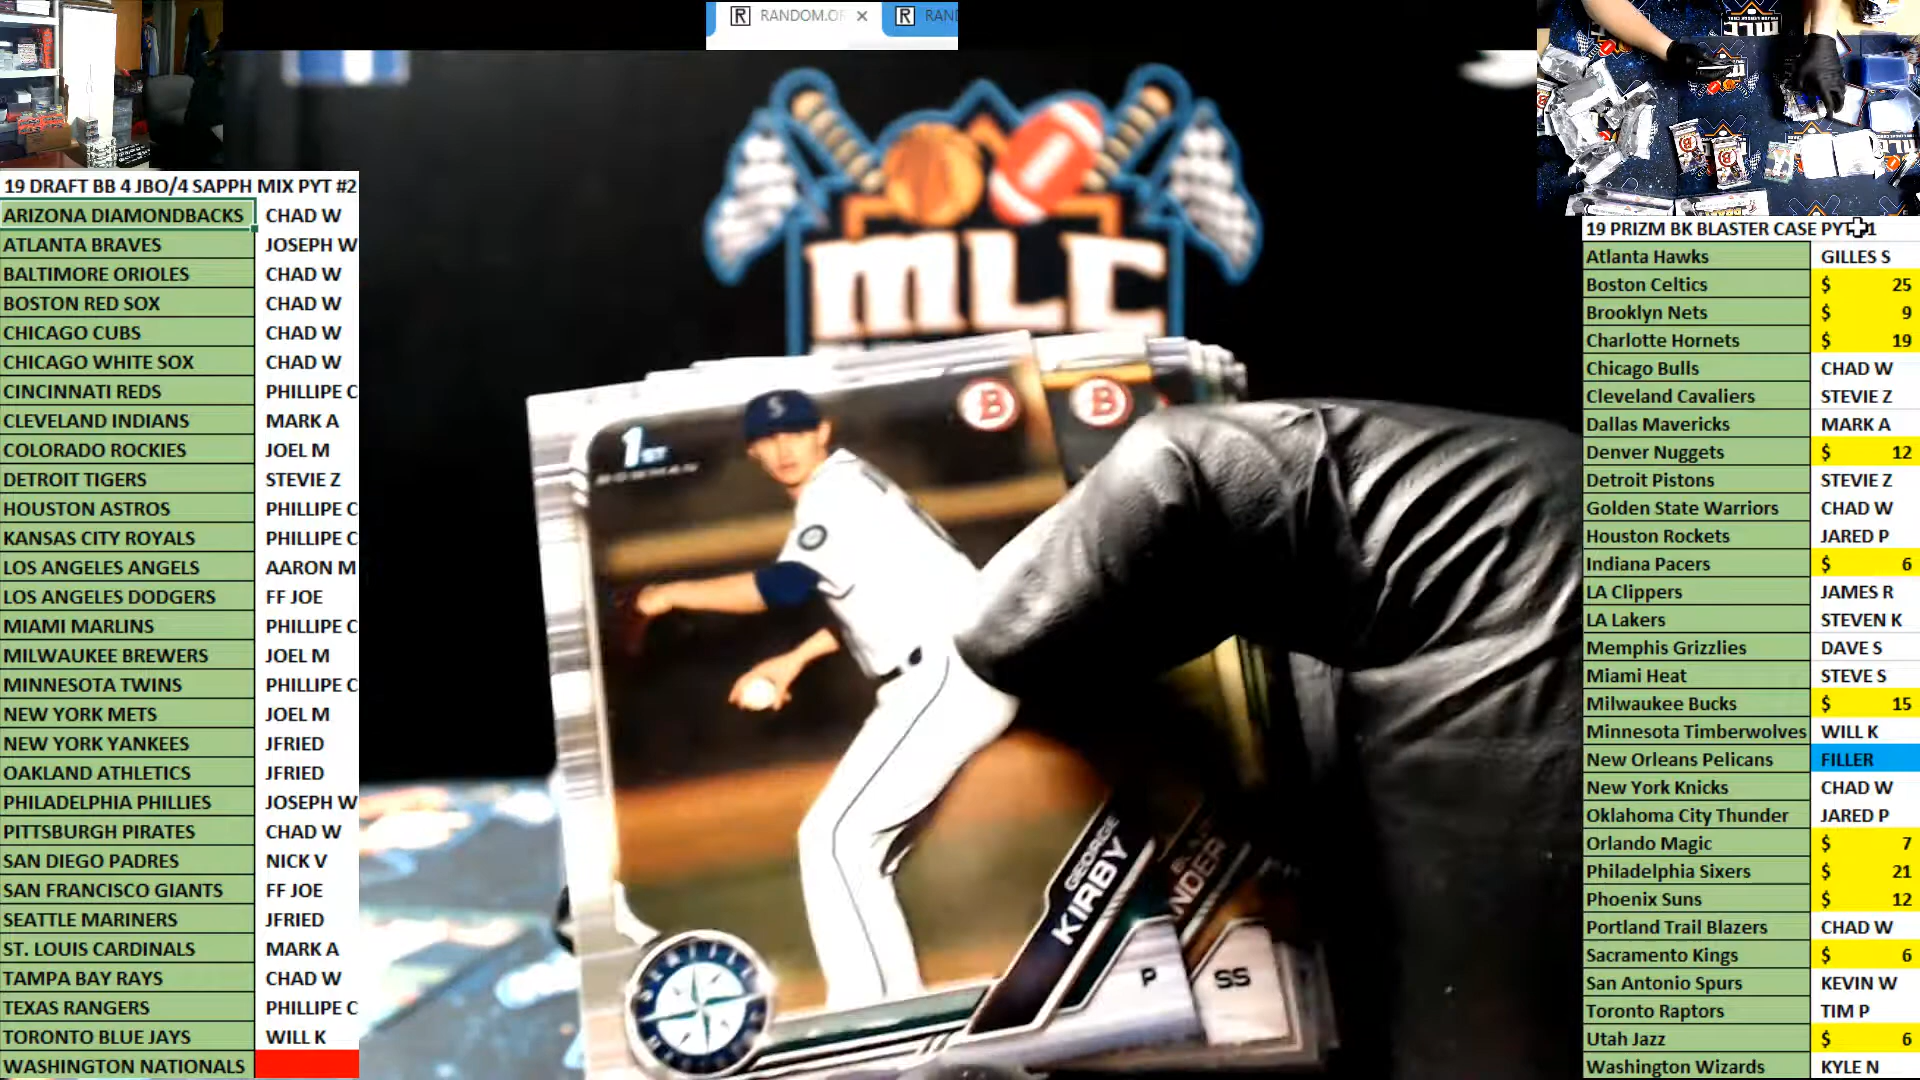 RANDOM.OR
RAND
19 DRAFT BB 4 JBO/4 SAPPH MIX PYT #2
ARIZONA DIAMONDBACKS CHAD W
ATLANTA BRAVES JOSEPH W
BALTIMORE ORIOLES CHAD W
BOSTON RED SOX CHAD W
CHICAGO CUBS CHAD W
CHICAGO WHITE SOX CHAD W
CINCINNATI REDS PHILLIPE C
CLEVELAND INDIANS MARK A
COLORADO ROCKIES JOEL M
DETROIT TIGERS STEVIE Z
HOUSTON ASTROS PHILLIPE C
KANSAS CITY ROYALS PHILLIPE C
LOS ANGELES ANGELS AARON M
LOS ANGELES DODGERS FF JOE
MIAMI MARLINS PHILLIPE C
MILWAUKEE BREWERS JOEL M
MINNESOTA TWINS PHILLIPE C
NEW YORK METS JOEL M
NEW YORK YANKEES JFRIED
OAKLAND ATHLETICS JFRIED
PHILADELPHIA PHILLIES JOSEPH W
PITTSBURGH PIRATES CHAD W
SAN DIEGO PADRES NICK V
SAN FRANCISCO GIANTS FF JOE
SEATTLE MARINERS JFRIED
ST. LOUIS CARDINALS MARK A
TAMPA BAY RAYS CHAD W
TEXAS RANGERS PHILLIPE C
TORONTO BLUE JAYS WILL K
WASHINGTON NATIONALS
MLC
B
B
1ST
BOWMAN
S
GEORGE
KIRBY
P
NDER
SS
SEATTLE
19 PRIZM BK BLASTER CASE PYT 1
Atlanta Hawks GILLES S
Boston Celtics $ 25
Brooklyn Nets $ 9
Charlotte Hornets $ 19
Chicago Bulls CHAD W
Cleveland Cavaliers STEVIE Z
Dallas Mavericks MARK A
Denver Nuggets $ 12
Detroit Pistons STEVIE Z
Golden State Warriors CHAD W
Houston Rockets JARED P
Indiana Pacers $ 6
LA Clippers JAMES R
LA Lakers STEVEN K
Memphis Grizzlies DAVE S
Miami Heat STEVE S
Milwaukee Bucks $ 15
Minnesota Timberwolves WILL K
New Orleans Pelicans FILLER
New York Knicks CHAD W
Oklahoma City Thunder JARED P
Orlando Magic $ 7
Philadelphia Sixers $ 21
Phoenix Suns $ 12
Portland Trail Blazers CHAD W
Sacramento Kings $ 6
San Antonio Spurs KEVIN W
Toronto Raptors TIM P
Utah Jazz $ 6
Washington Wizards KYLE N